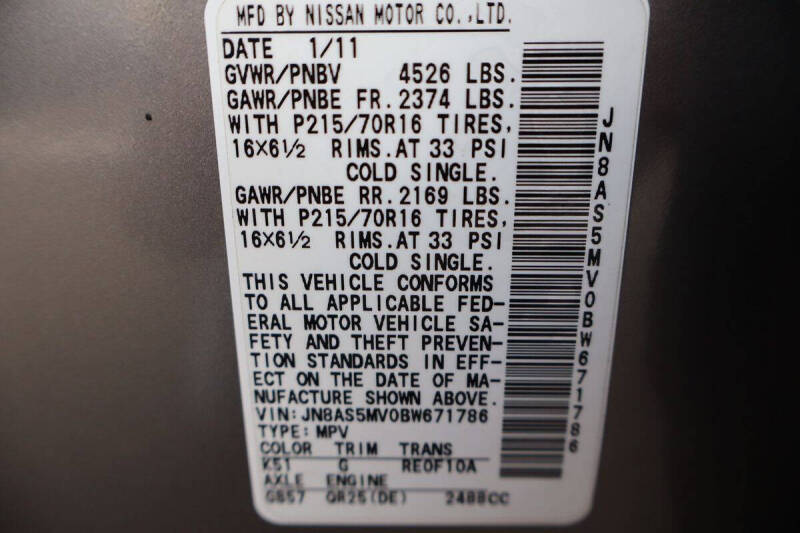 MFD BY NISSAN MOTOR CO.,LTD.
DATE 1/11
GVWR/PNBV 4526 LBS.
GAWR/PNBE FR. 2374 LBS.
WITH P215/70R16 TIRES,
16×6½ RIMS. AT 33 PSI
COLD SINGLE.
GAWR/PNBE RR. 2169 LBS.
WITH P215/70R16 TIRES,
16×6½ RIMS. AT 33 PSI
COLD SINGLE.
THIS VEHICLE CONFORMS
TO ALL APPLICABLE FED-
ERAL MOTOR VEHICLE SA-
FETY AND THEFT PREVEN-
TION STANDARDS IN EFF-
ECT ON THE DATE OF MA-
NUFACTURE SHOWN ABOVE.
VIN: JN8AS5MV0BW671786
TYPE: MPV
COLOR TRIM TRANS
K51 G RE0F10A
AXLE ENGINE
GB57 QR25(DE) 2488CC
JN8AS5MV0BW671786